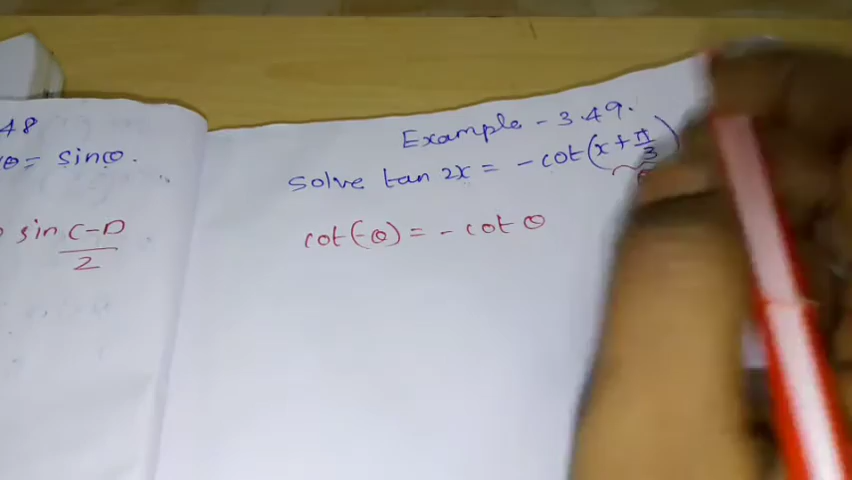 48
θ = sinθ.
sin C-D/2
Example - 3.49.
Solve tan 2x = - cot(x + π/3)
cot(-θ) = - cot θ